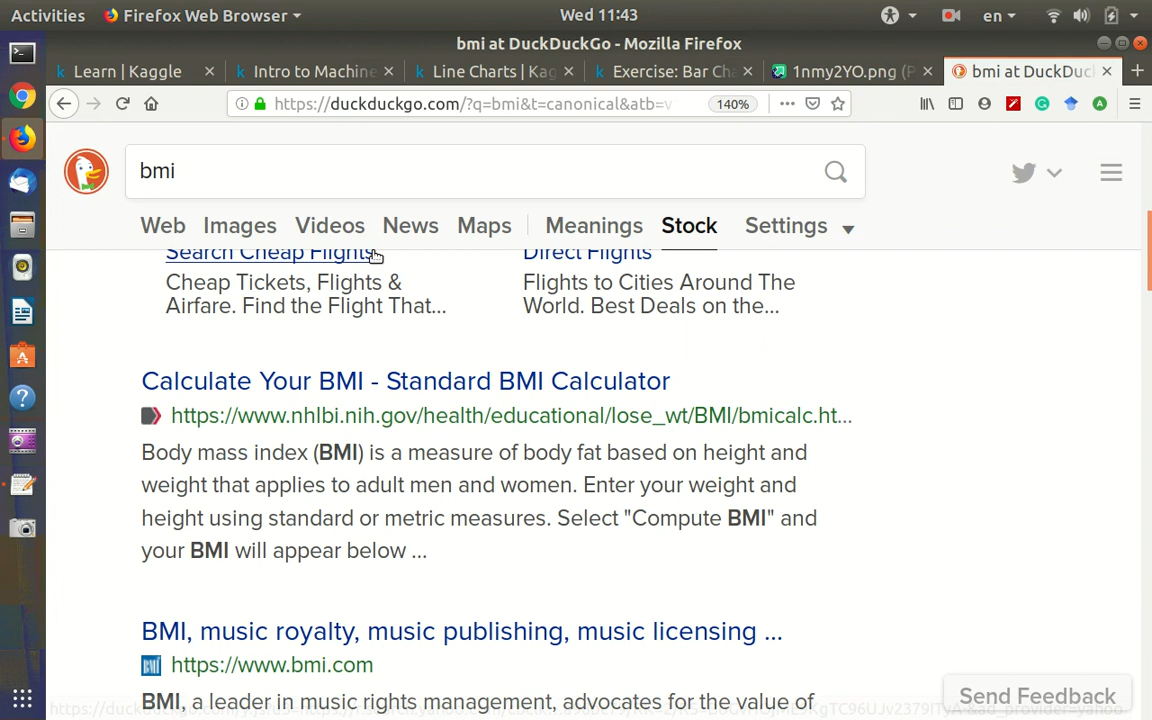 Activities
Firefox Web Browser
Wed 11:43
en
bmi at DuckDuckGo - Mozilla Firefox
Learn | Kaggle
Intro to Machine
Line Charts | Kag
Exercise: Bar Cha
1nmy2YO.png (P
bmi at DuckDuc
https://duckduckgo.com/?q=bmi&t=canonical&atb=v
140%
bmi
Web
Images
Videos
News
Maps
Meanings
Stock
Settings
Search Cheap Flights
Direct Flights
Cheap Tickets, Flights &
Airfare. Find the Flight That...
Flights to Cities Around The
World. Best Deals on the...
Calculate Your BMI - Standard BMI Calculator
https://www.nhlbi.nih.gov/health/educational/lose_wt/BMI/bmicalc.ht...
Body mass index (BMI) is a measure of body fat based on height and
weight that applies to adult men and women. Enter your weight and
height using standard or metric measures. Select "Compute BMI" and
your BMI will appear below ...
BMI, music royalty, music publishing, music licensing ...
BMI
https://www.bmi.com
BMI, a leader in music rights management, advocates for the value of
Send Feedback